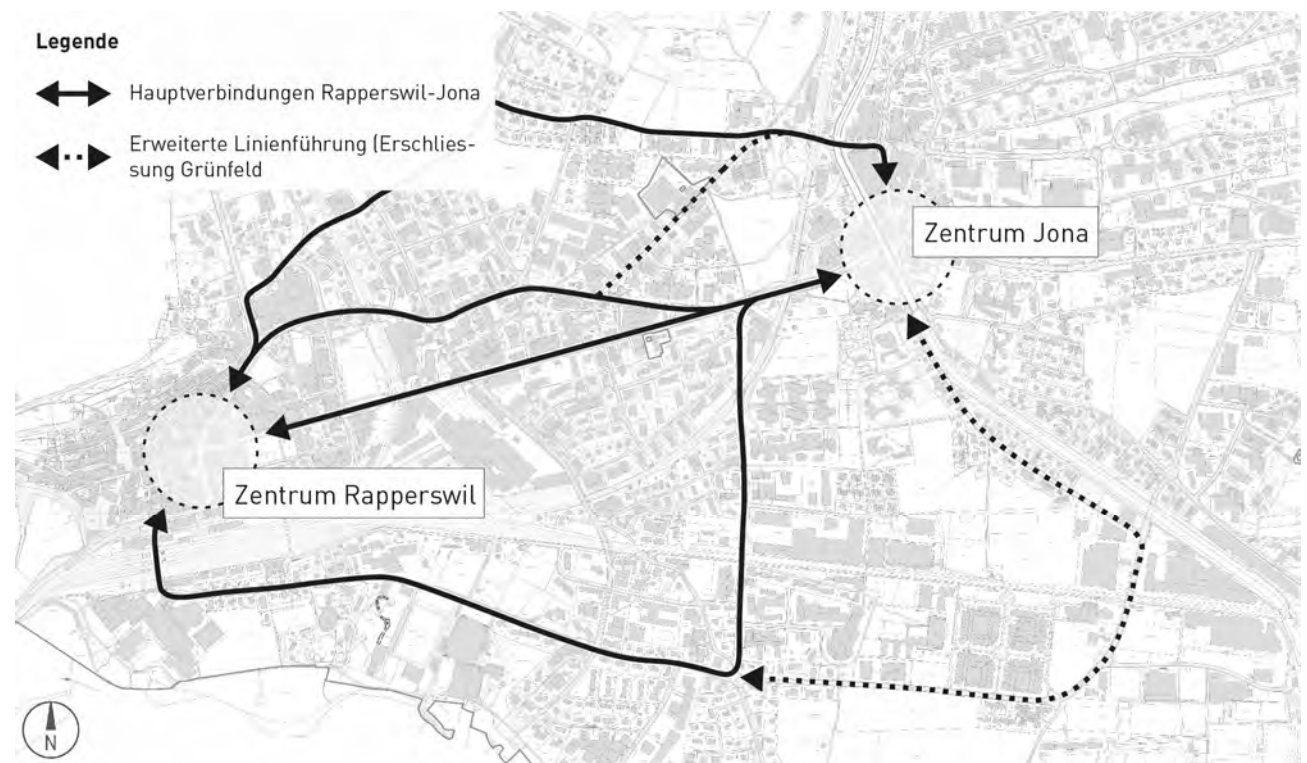 Legende
Hauptverbindungen Rapperswil-Jona
Erweiterte Linienführung (Erschlies-
sung Grünfeld
Zentrum Jona
Zentrum Rapperswil
N